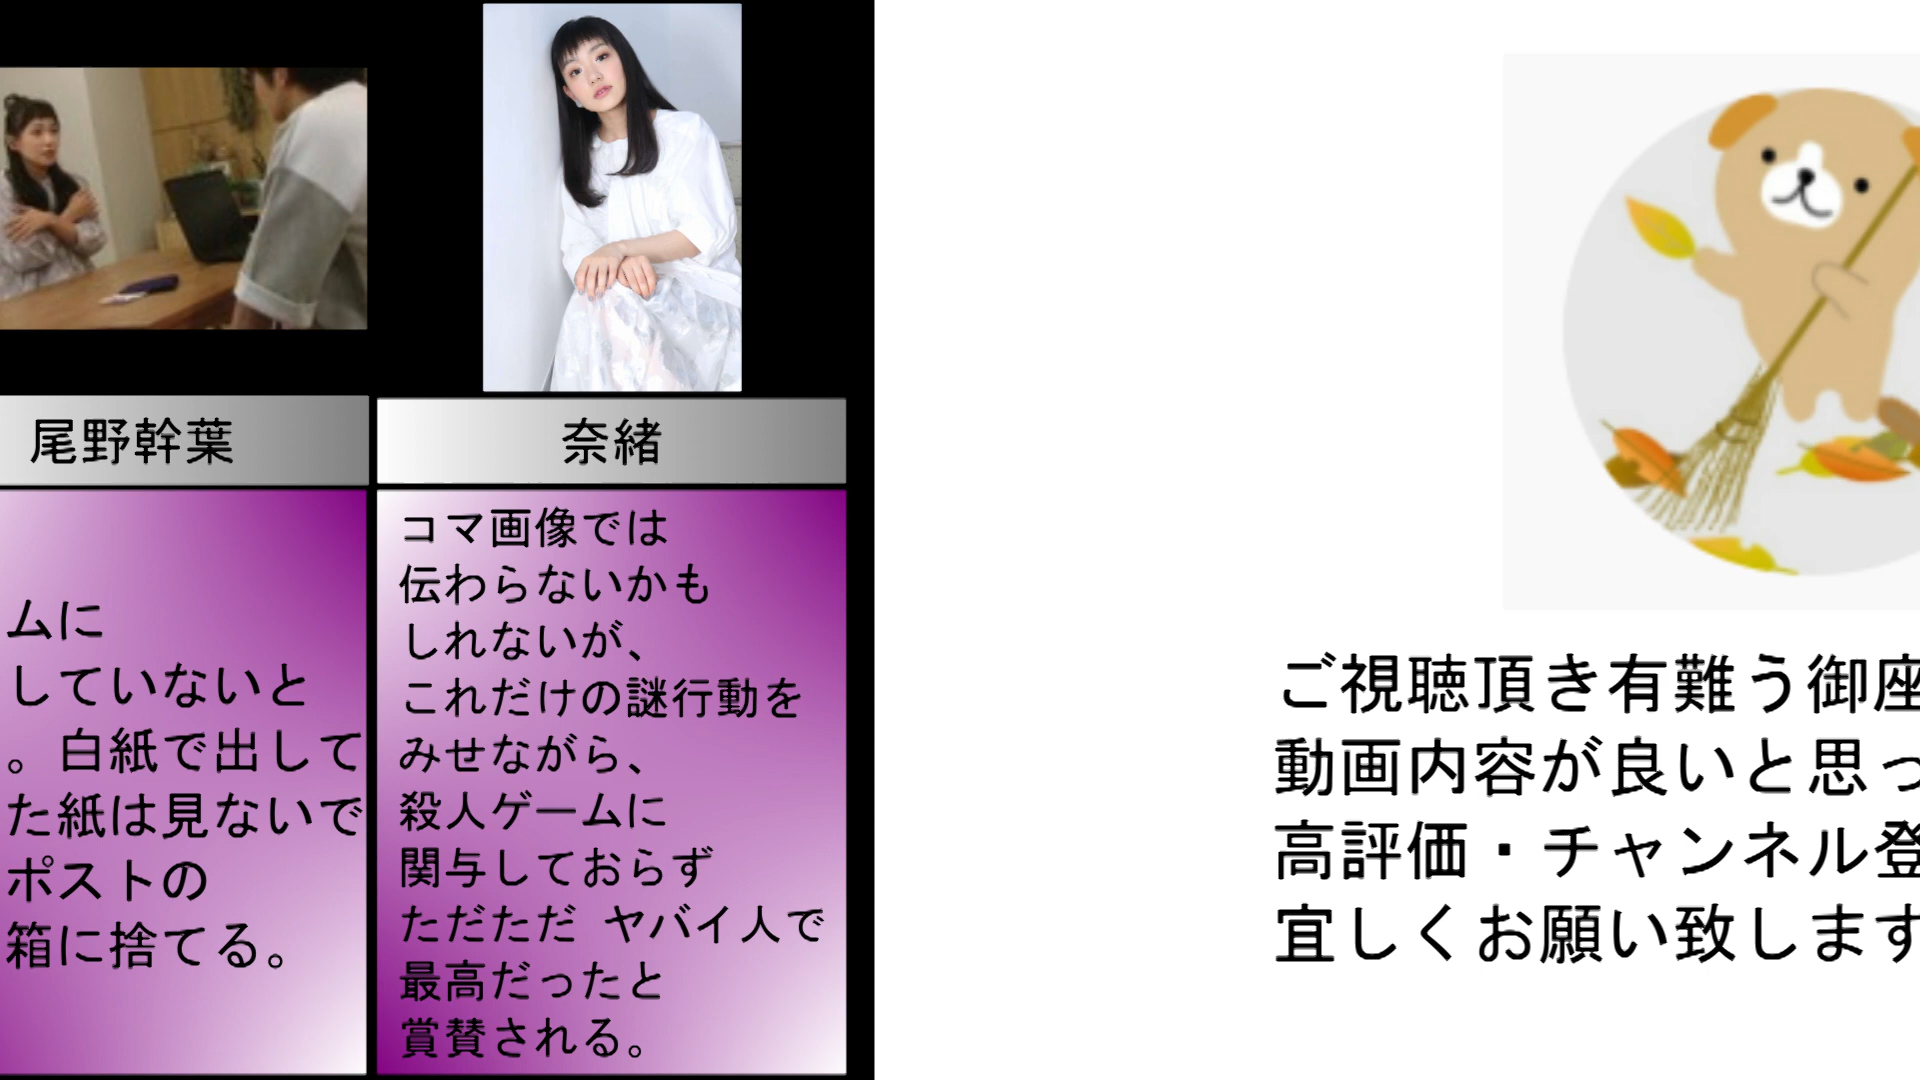 尾野幹葉
ムに
していないと
。白紙で出して
た紙は見ないで
ポストの
箱に捨てる。
奈緒
コマ画像では
伝わらないかも
しれないが、
これだけの謎行動を
みせながら、
殺人ゲームに
関与しておらず
ただただ ヤバイ人で
最高だったと
賞賛される。
ご視聴頂き有難う御座
動画内容が良いと思っ
高評価・チャンネル登
宜しくお願い致します